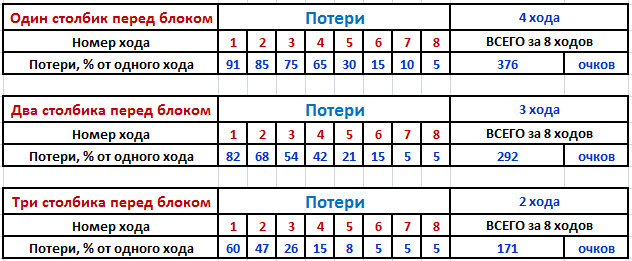 Один столбик перед блоком Потери 4 хода
Номер хода 1 2 3 4 5 6 7 8 ВСЕГО за 8 ходов
Потери, % от одного хода 91 85 75 65 30 15 10 5 376 очков
Два столбика перед блоком Потери 3 хода
Номер хода 1 2 3 4 5 6 7 8 ВСЕГО за 8 ходов
Потери, % от одного хода 82 68 54 42 21 15 5 5 292 очков
Три столбика перед блоком Потери 2 хода
Номер хода 1 2 3 4 5 6 7 8 ВСЕГО за 8 ходов
Потери, % от одного хода 60 47 26 15 8 5 5 5 171 очков